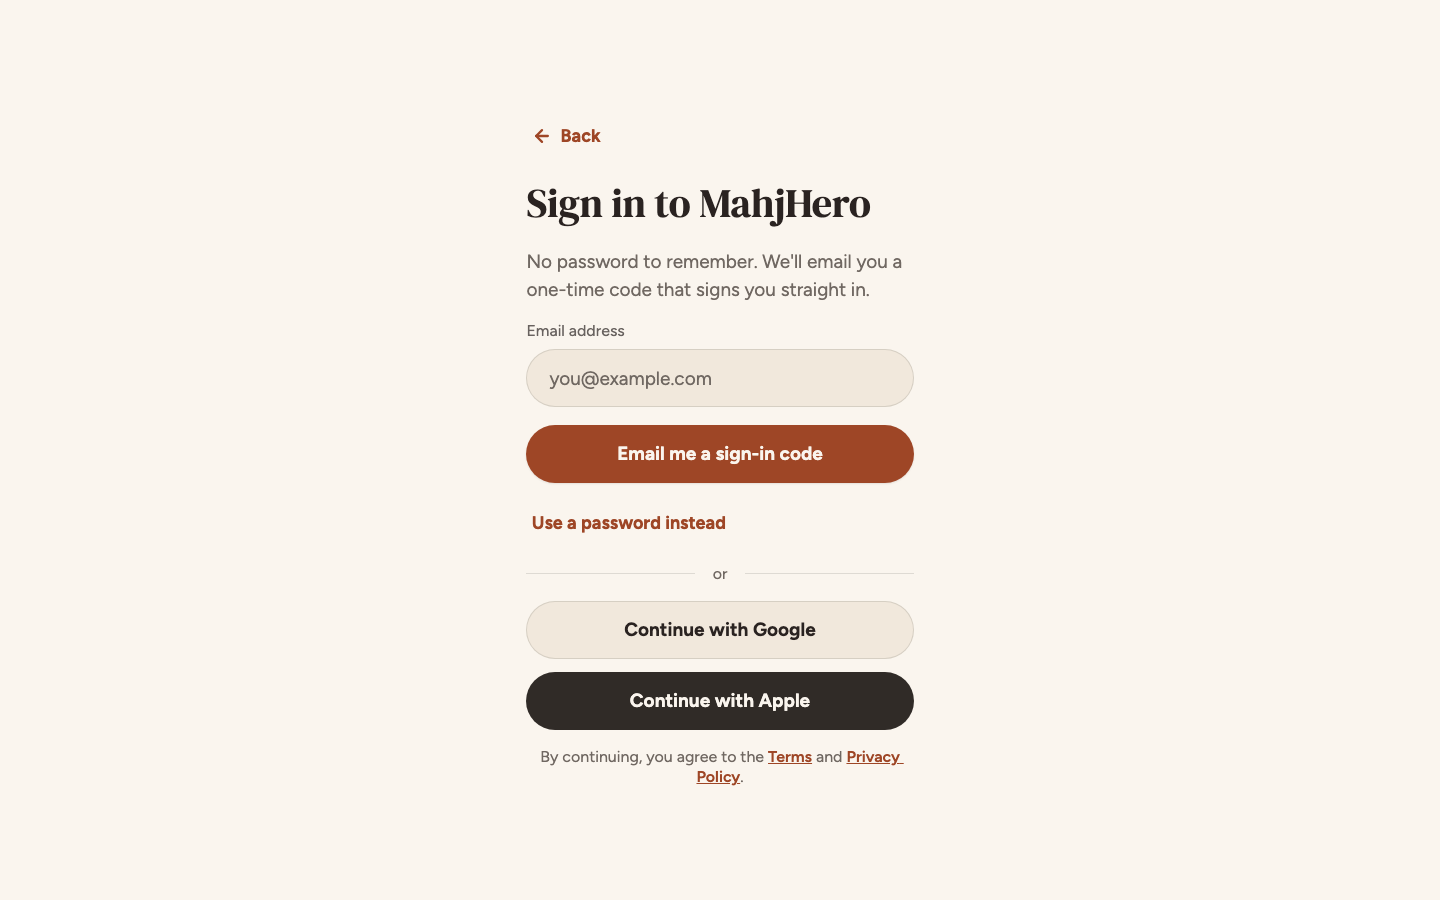 Back
Sign in to MahjHero
No password to remember. We'll email you a
one-time code that signs you straight in.
Email address
you@example.com
Email me a sign-in code
Use a password instead
or
Continue with Google
Continue with Apple
By continuing, you agree to the Terms and Privacy
Policy.